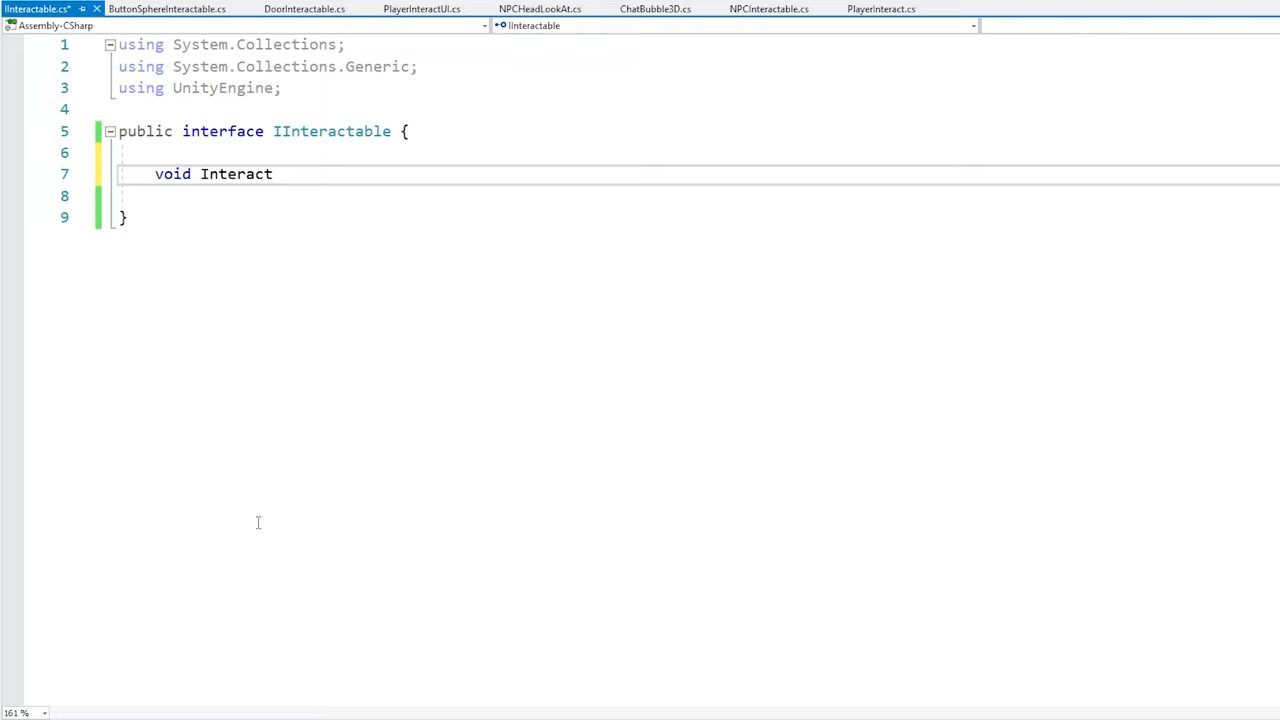 IInteractable.cs* ButtonSphereInteractable.cs DoorInteractable.cs PlayerInteractUI.cs NPCHeadLookAt.cs ChatBubble3D.cs NPCInteractable.cs PlayerInteract.cs
Assembly-CSharp IInteractable
1 using System.Collections;
2 using System.Collections.Generic;
3 using UnityEngine;
4
5 public interface IInteractable {
6
7 void Interact
8
9 }
161 %